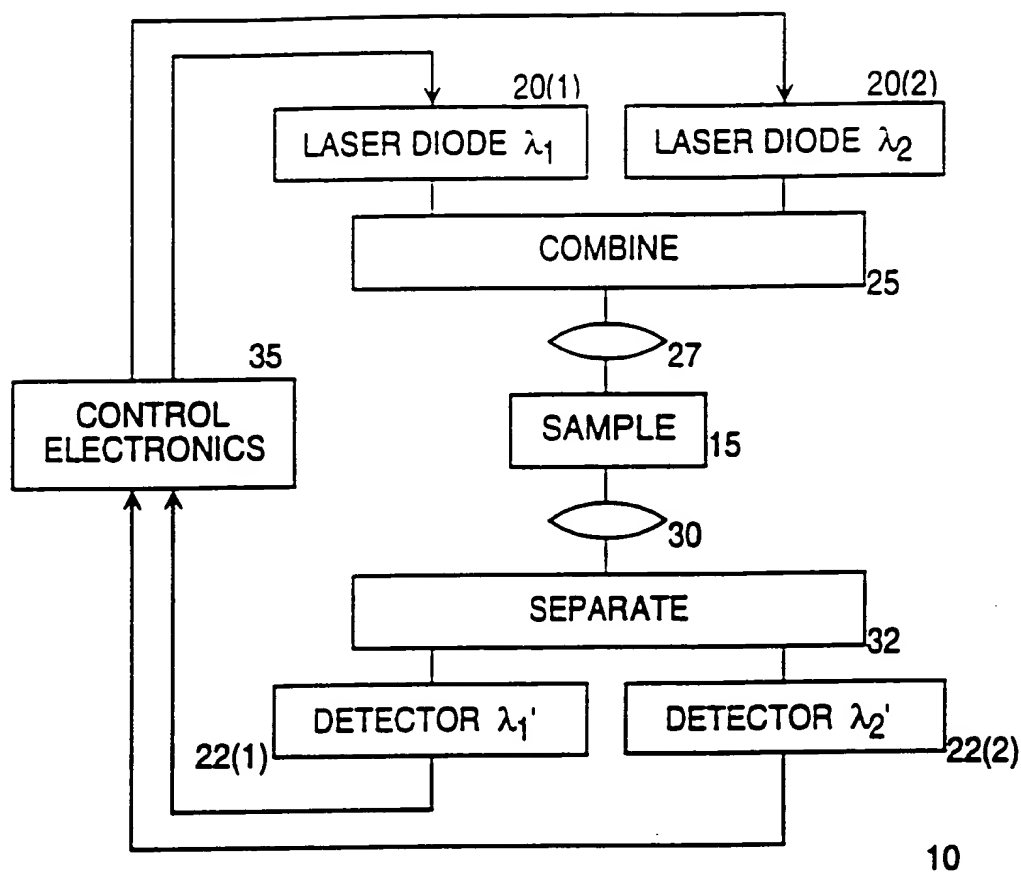 20(1)
20(2)
LASER DIODE λ1
LASER DIODE λ2
COMBINE
25
27
35
CONTROL
ELECTRONICS
SAMPLE
15
30
SEPARATE
32
DETECTOR λ1'
DETECTOR λ2'
22(1)
22(2)
10